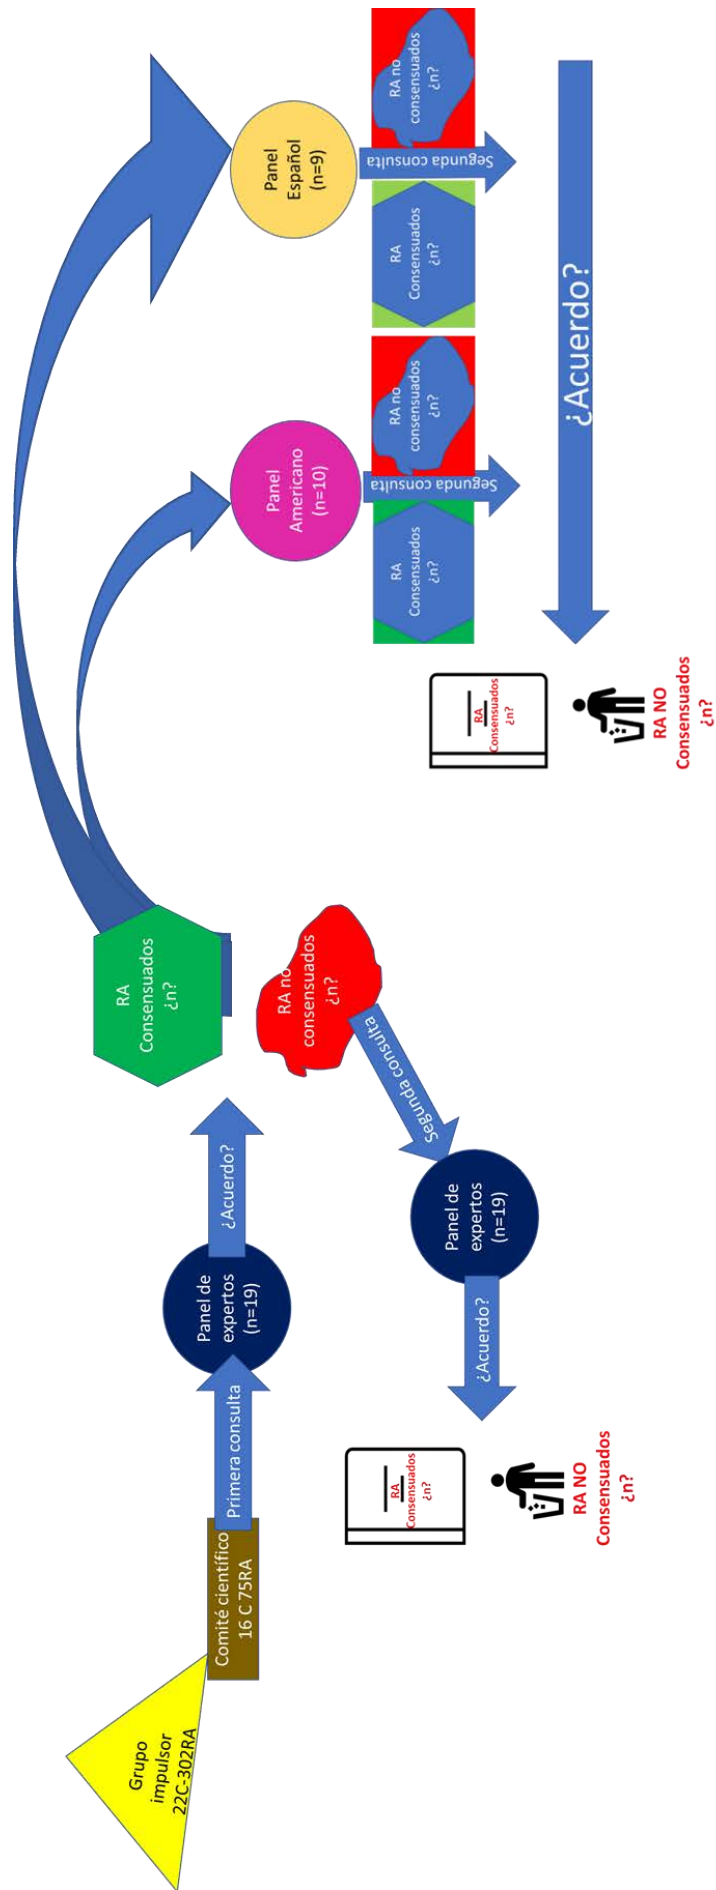 Grupo
impulsor
22C-302RA
Comité científico
16 C 75RA
Primera consulta
Panel de
expertos
(n=19)
¿Acuerdo?
RA
Consensuados
¿n?
RA no
consensuados
¿n?
Segunda consulta
Panel de
expertos
(n=19)
¿Acuerdo?
RA
Consensuados
¿n?
RA NO
Consensuados
¿n?
Panel
Americano
(n=10)
RA
Consensuados
¿n?
Segunda consulta
RA no
consensuados
¿n?
Panel
Español
(n=9)
RA
Consensuados
¿n?
Segunda consulta
RA no
consensuados
¿n?
¿Acuerdo?
RA
Consensuados
¿n?
RA NO
Consensuados
¿n?